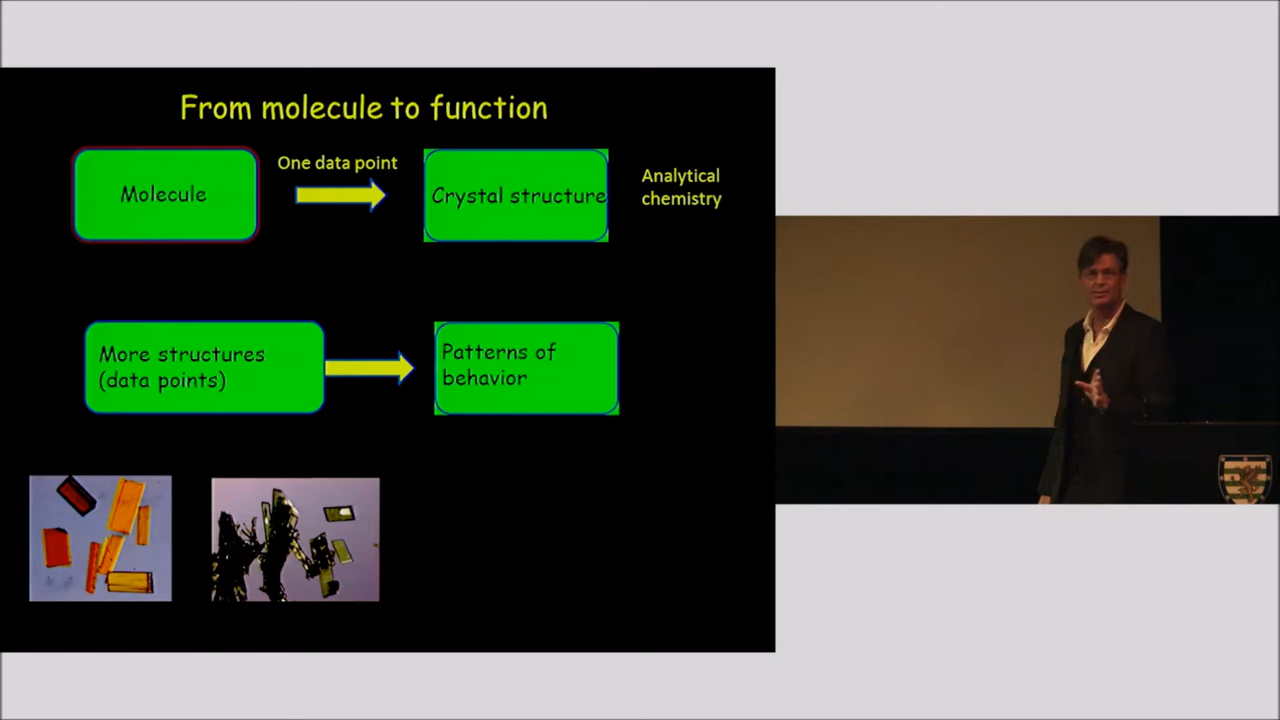 From molecule to function
Molecule
One data point
Crystal structure
Analytical
chemistry
More structures
(data points)
Patterns of
behavior